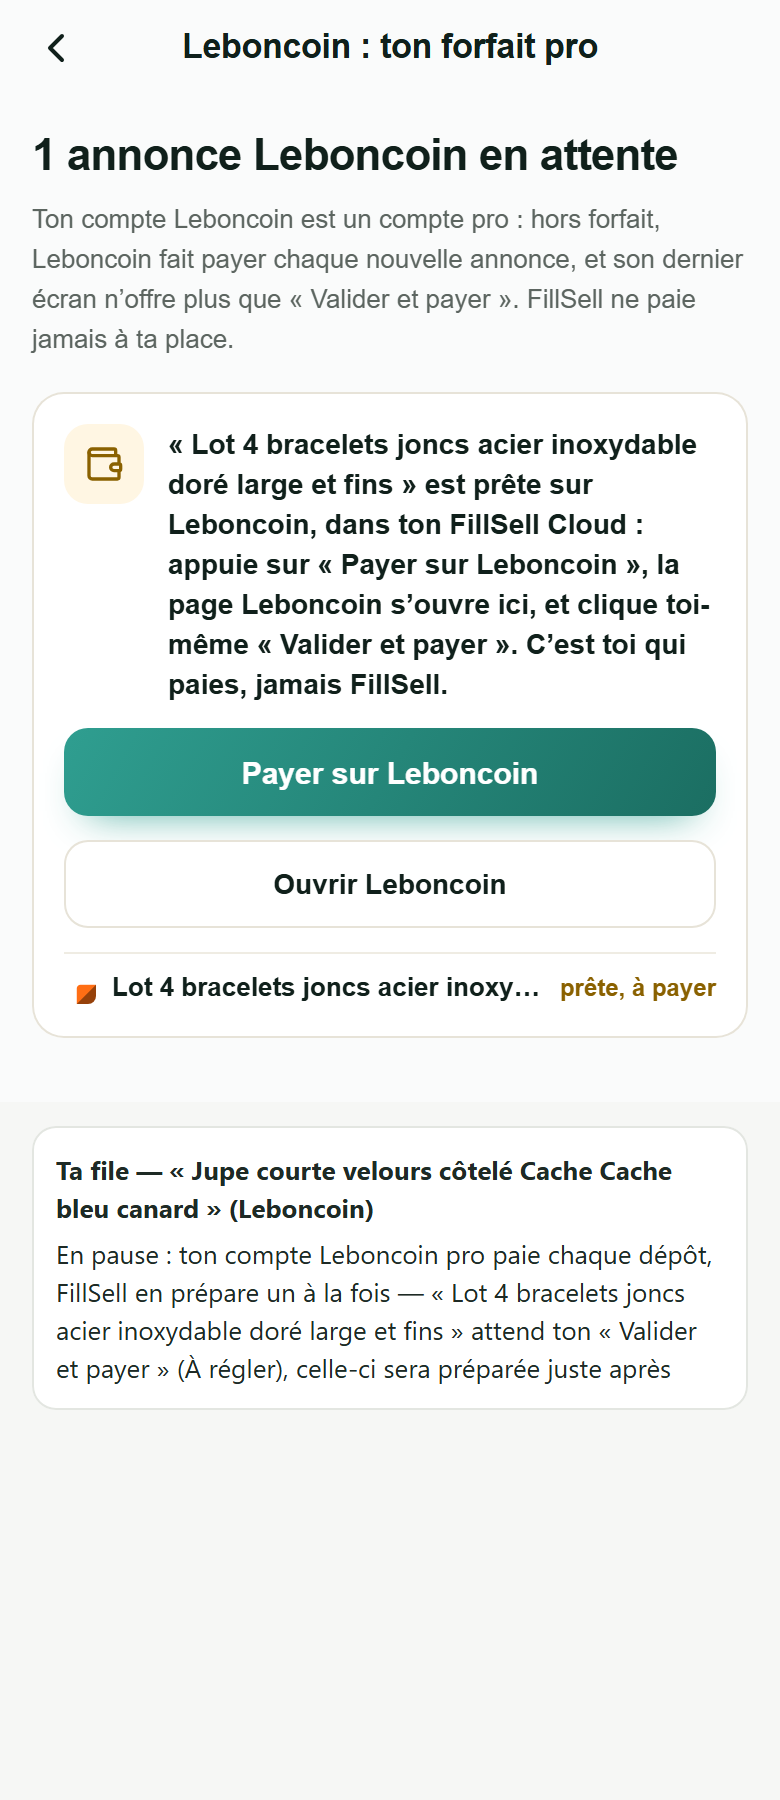 Leboncoin : ton forfait pro
1 annonce Leboncoin en attente
Ton compte Leboncoin est un compte pro : hors forfait,
Leboncoin fait payer chaque nouvelle annonce, et son dernier
écran n’offre plus que « Valider et payer ». FillSell ne paie
jamais à ta place.
« Lot 4 bracelets joncs acier inoxydable
doré large et fins » est prête sur
Leboncoin, dans ton FillSell Cloud :
appuie sur « Payer sur Leboncoin », la
page Leboncoin s’ouvre ici, et clique toi-
même « Valider et payer ». C’est toi qui
paies, jamais FillSell.
Payer sur Leboncoin
Ouvrir Leboncoin
Lot 4 bracelets joncs acier inoxy… prête, à payer
Ta file — « Jupe courte velours côtelé Cache Cache
bleu canard » (Leboncoin)
En pause : ton compte Leboncoin pro paie chaque dépôt,
FillSell en prépare un à la fois — « Lot 4 bracelets joncs
acier inoxydable doré large et fins » attend ton « Valider
et payer » (À régler), celle-ci sera préparée juste après